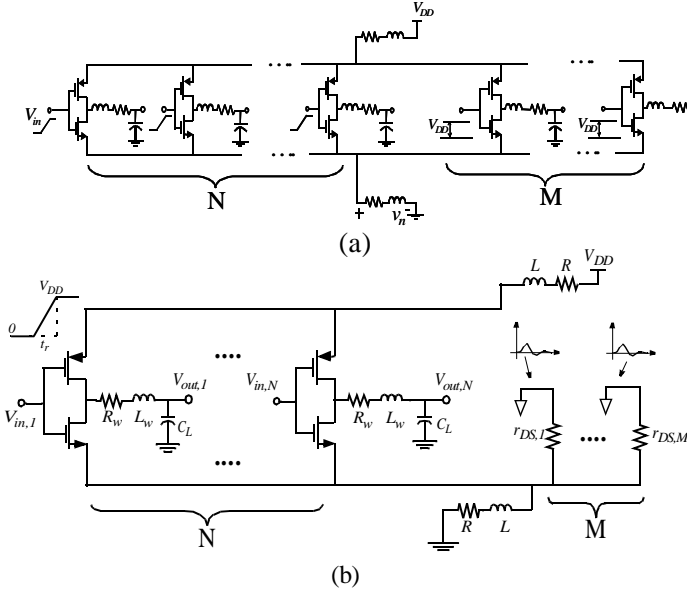 V_DD
V_in
V_DD
V_DD
N
M
+ v_n -
(a)
V_DD
0
t_r
L R V_DD
V_in,1
R_w L_w
V_out,1
C_L
V_in,N
R_w L_w
V_out,N
C_L
r_DS,1
r_DS,M
N
R L
M
(b)